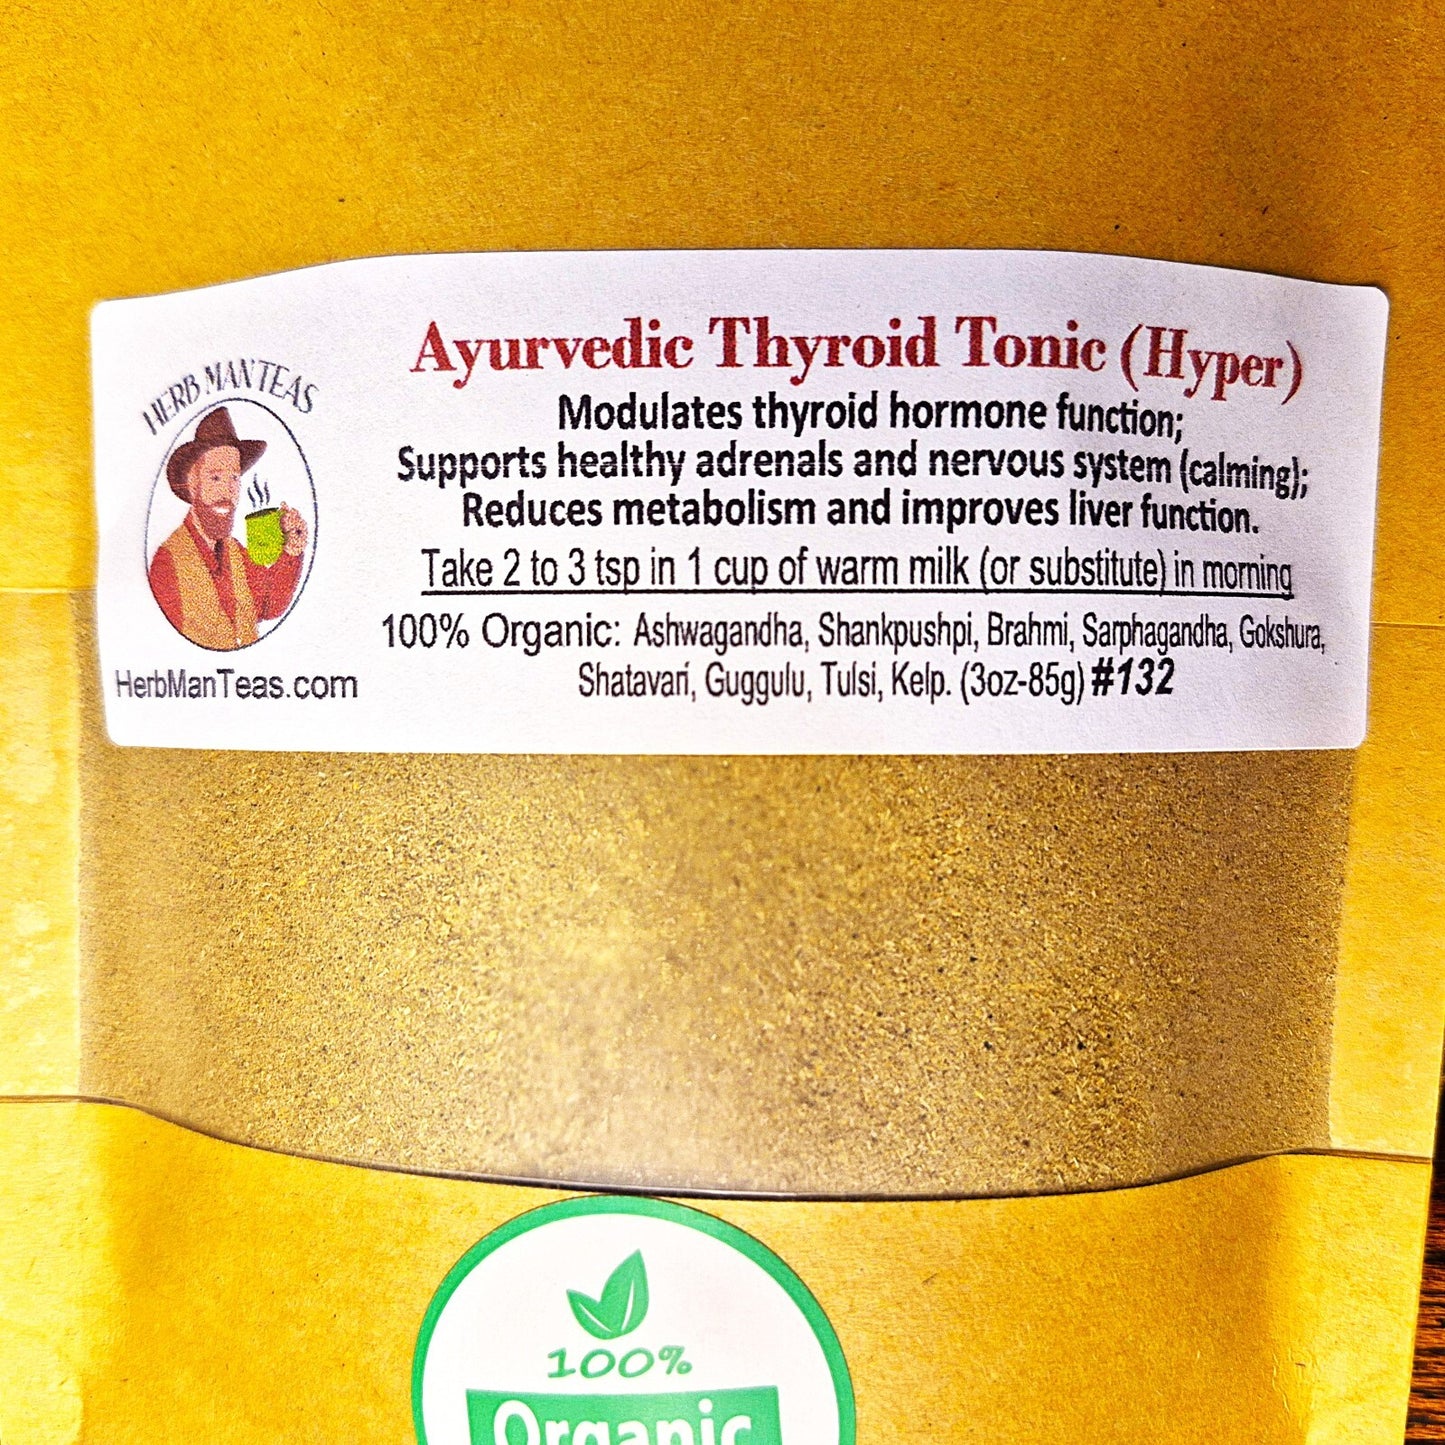 HERB MAN TEAS
HerbManTeas.com
Ayurvedic Thyroid Tonic (Hyper)
Modulates thyroid hormone function;
Supports healthy adrenals and nervous system (calming);
Reduces metabolism and improves liver function.
Take 2 to 3 tsp in 1 cup of warm milk (or substitute) in morning
100% Organic: Ashwagandha, Shankpushpi, Brahmi, Sarphagandha, Gokshura,
Shatavari, Guggulu, Tulsi, Kelp. (3oz-85g) #132
100%
Organic